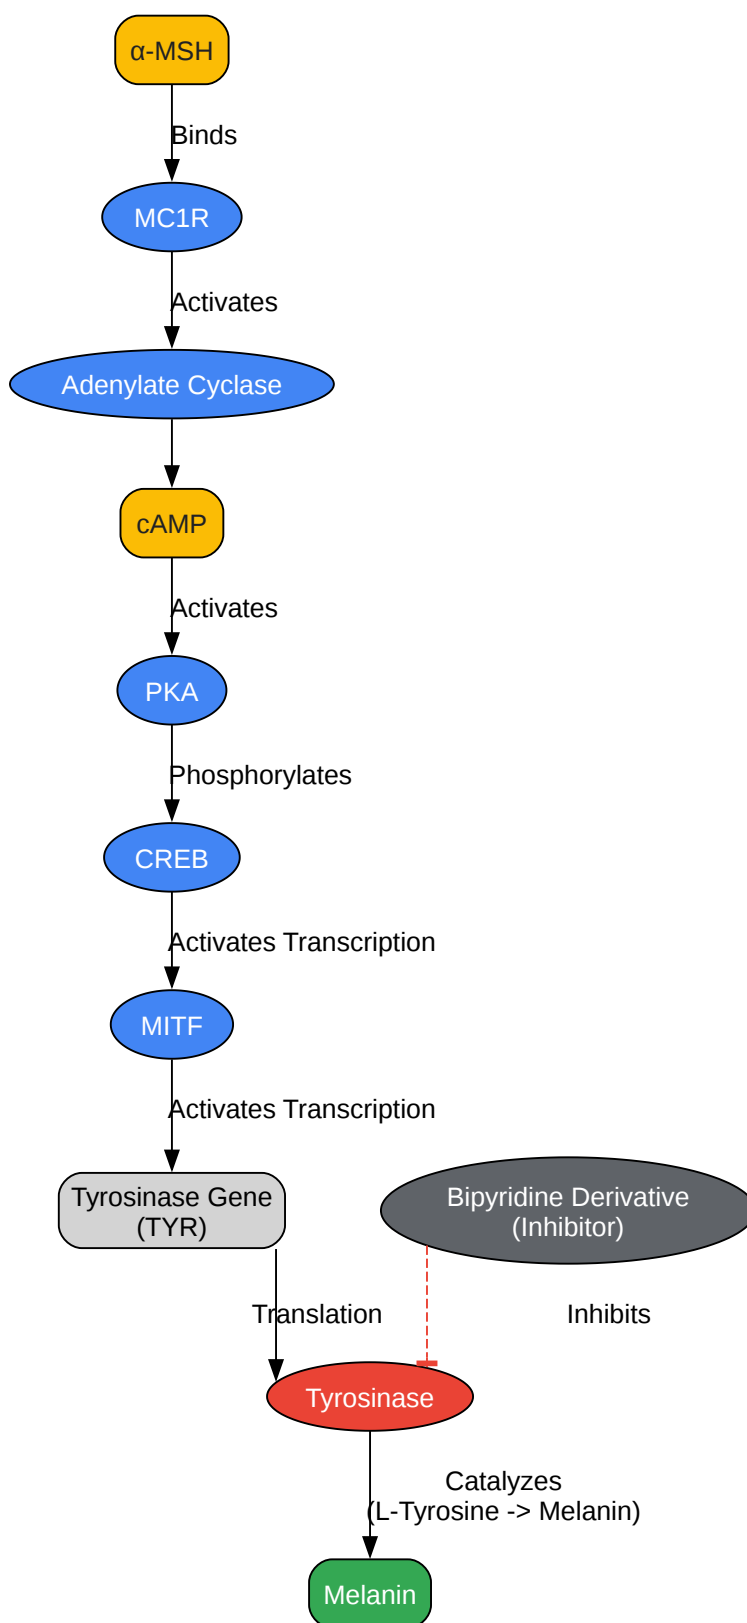 α-MSH
Binds
MC1R
Activates
Adenylate Cyclase
cAMP
Activates
PKA
Phosphorylates
CREB
Activates Transcription
MITF
Activates Transcription
Tyrosinase Gene
(TYR)
Bipyridine Derivative
(Inhibitor)
Translation
Inhibits
Tyrosinase
Catalyzes
(L-Tyrosine -> Melanin)
Melanin